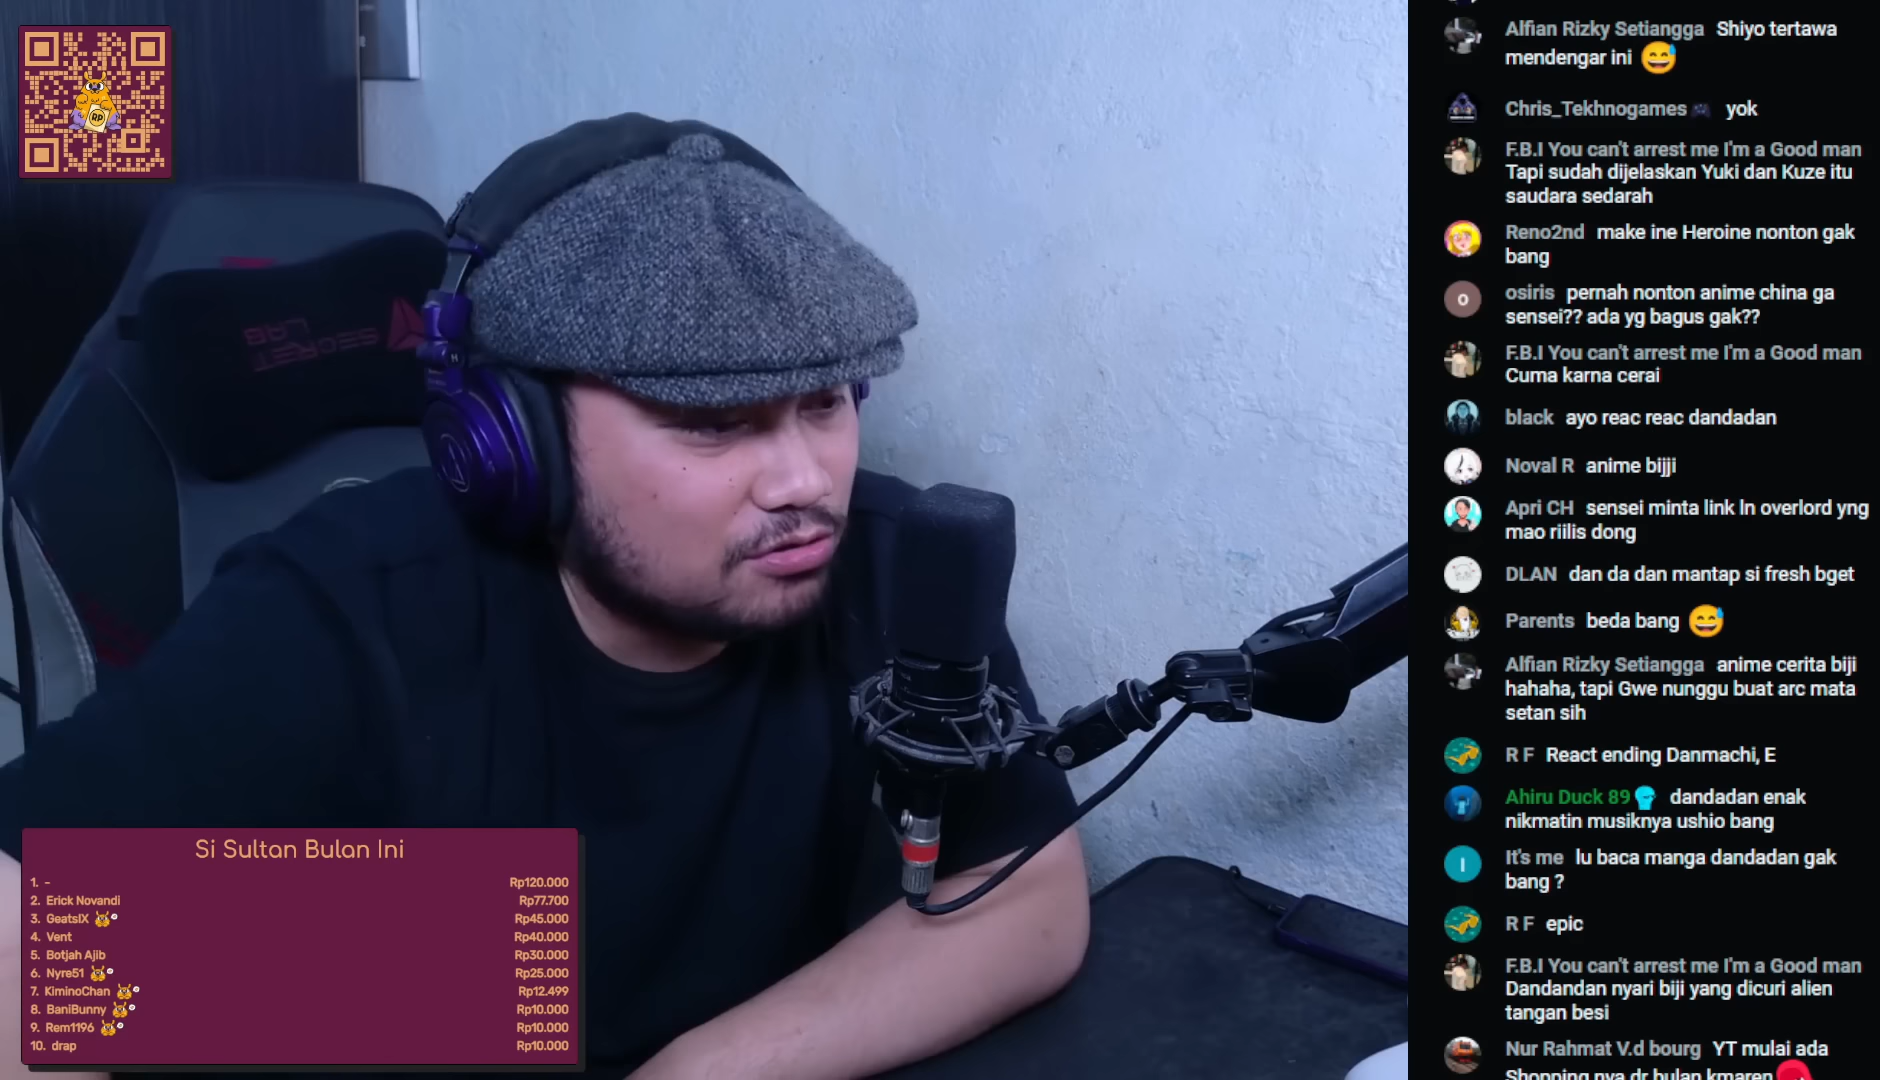 RP
SECRET
LAB
H
Si Sultan Bulan Ini
1. - Rp120.000
2. Erick Novandi Rp77.700
3. GeatsIX Rp45.000
4. Vent Rp40.000
5. Botjah Ajib Rp30.000
6. Nyre51 Rp25.000
7. KiminoChan Rp12.499
8. BaniBunny Rp10.000
9. Rem1196 Rp10.000
10. drap Rp10.000
Alfian Rizky Setiangga Shiyo tertawa
mendengar ini 😅
Chris_Tekhnogames🎮 yok
F.B.I You can't arrest me I'm a Good man
Tapi sudah dijelaskan Yuki dan Kuze itu
saudara sedarah
Reno2nd make ine Heroine nonton gak
bang
o
osiris pernah nonton anime china ga
sensei?? ada yg bagus gak??
F.B.I You can't arrest me I'm a Good man
Cuma karna cerai
black ayo reac reac dandadan
Noval R anime bijji
Apri CH sensei minta link ln overlord yng
mao riilis dong
DLAN dan da dan mantap si fresh bget
Parents beda bang 😅
Alfian Rizky Setiangga anime cerita biji
hahaha, tapi Gwe nunggu buat arc mata
setan sih
R F React ending Danmachi, E
Ahiru Duck 89 dandadan enak
nikmatin musiknya ushio bang
I
It's me lu baca manga dandadan gak
bang ?
R F epic
F.B.I You can't arrest me I'm a Good man
Dandandan nyari biji yang dicuri alien
tangan besi
Nur Rahmat V.d bourg YT mulai ada
Shopping nya dr bulan kmaren